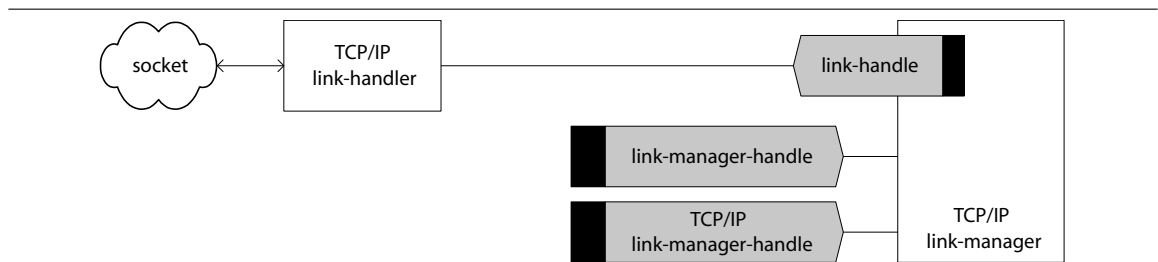 socket
TCP/IP
link-handler
link-handle
link-manager-handle
TCP/IP
link-manager-handle
TCP/IP
link-manager